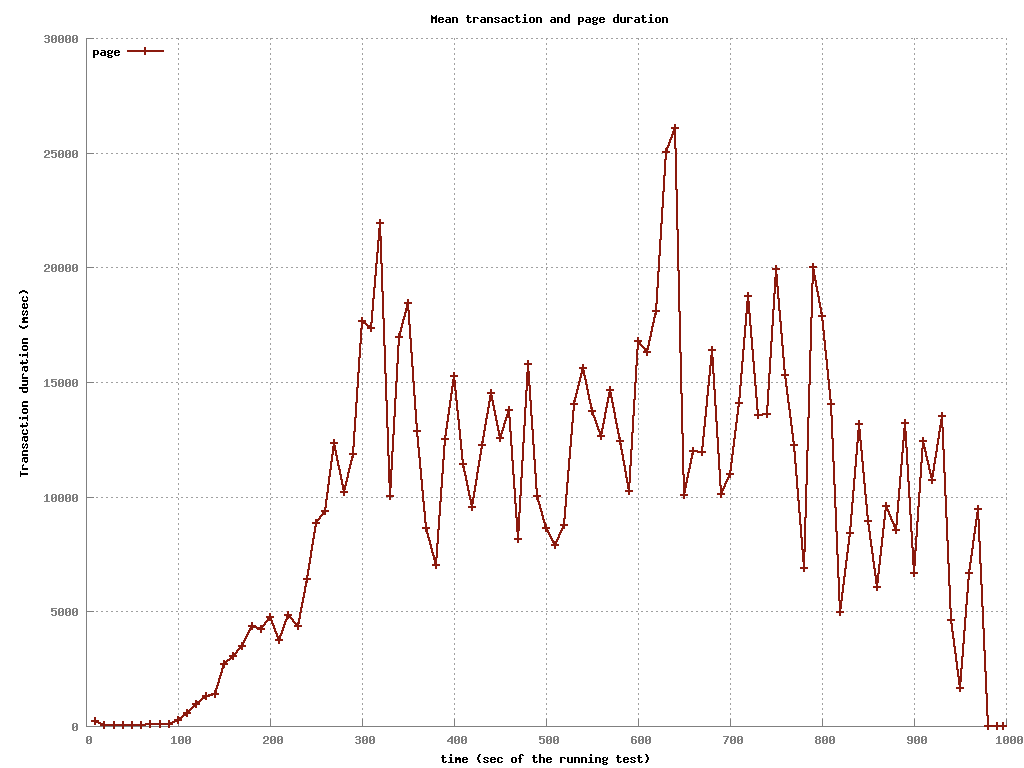 Mean transaction and page duration
30000
page
25000
20000
15000
10000
5000
0
Transaction duration (msec)
0 100 200 300 400 500 600 700 800 900 1000
time (sec of the running test)